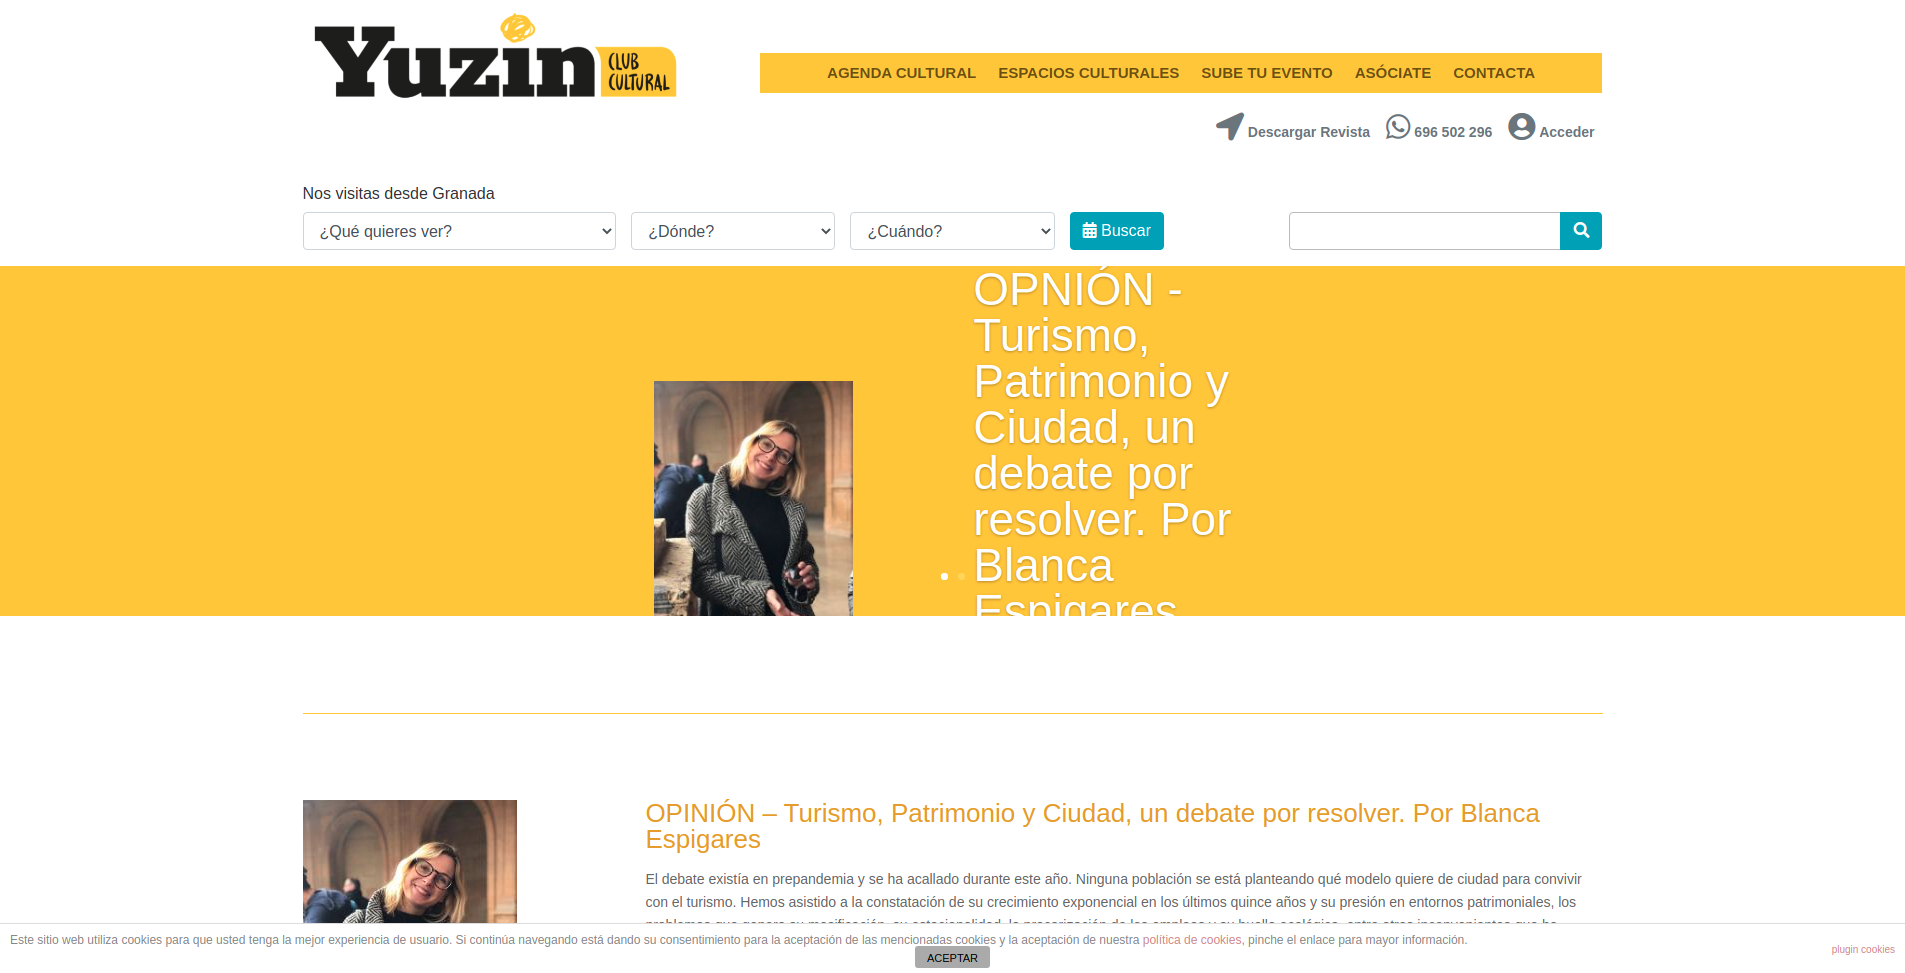 Yuzin CLUB CULTURAL
AGENDA CULTURAL ESPACIOS CULTURALES SUBE TU EVENTO ASÓCIATE CONTACTA
Descargar Revista 696 502 296 Acceder
Nos visitas desde Granada
¿Qué quieres ver? ¿Dónde? ¿Cuándo? Buscar
OPNIÓN -
Turismo,
Patrimonio y
Ciudad, un
debate por
resolver. Por
Blanca
Espigares
OPINIÓN – Turismo, Patrimonio y Ciudad, un debate por resolver. Por Blanca
Espigares
El debate existía en prepandemia y se ha acallado durante este año. Ninguna población se está planteando qué modelo quiere de ciudad para convivir
con el turismo. Hemos asistido a la constatación de su crecimiento exponencial en los últimos quince años y su presión en entornos patrimoniales, los
Este sitio web utiliza cookies para que usted tenga la mejor experiencia de usuario. Si continúa navegando está dando su consentimiento para la aceptación de las mencionadas cookies y la aceptación de nuestra política de cookies, pinche el enlace para mayor información.
plugin cookies
ACEPTAR